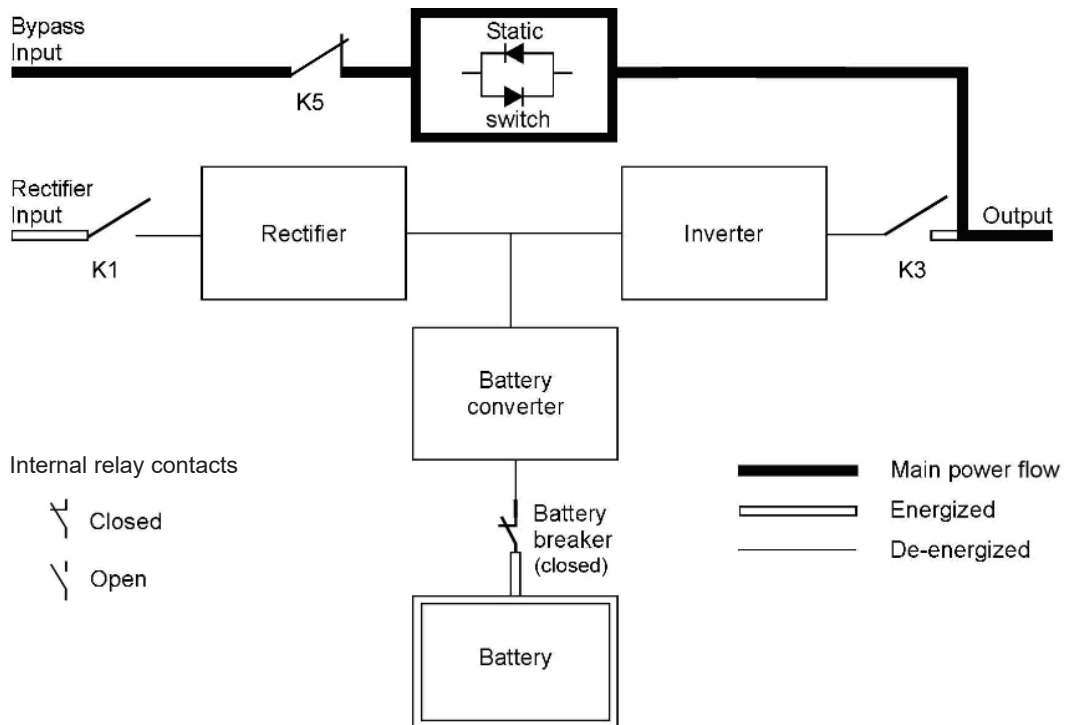 Bypass
Input
Static
switch
K5
Rectifier
Input
K1
Rectifier
Inverter
K3
Output
Battery
converter
Internal relay contacts
Closed
Open
Battery
breaker
(closed)
Battery
Main power flow
Energized
De-energized